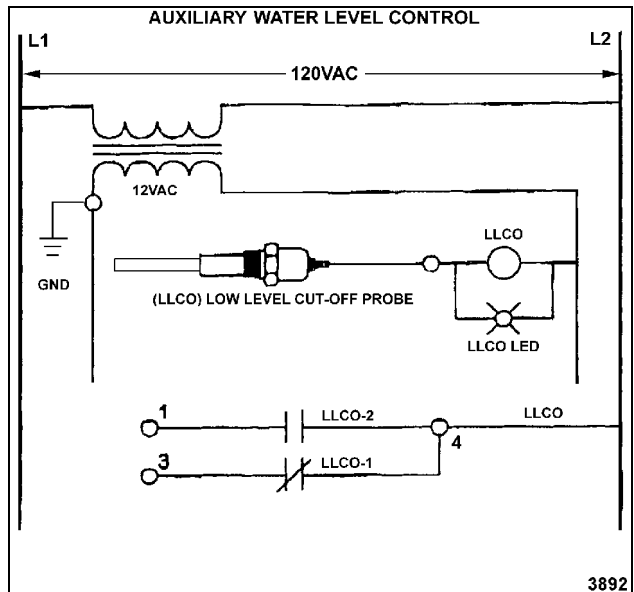 AUXILIARY WATER LEVEL CONTROL
L1
L2
120VAC
12VAC
GND
LLCO
(LLCO) LOW LEVEL CUT-OFF PROBE
LLCO LED
1
LLCO-2
LLCO
4
3
LLCO-1
3892